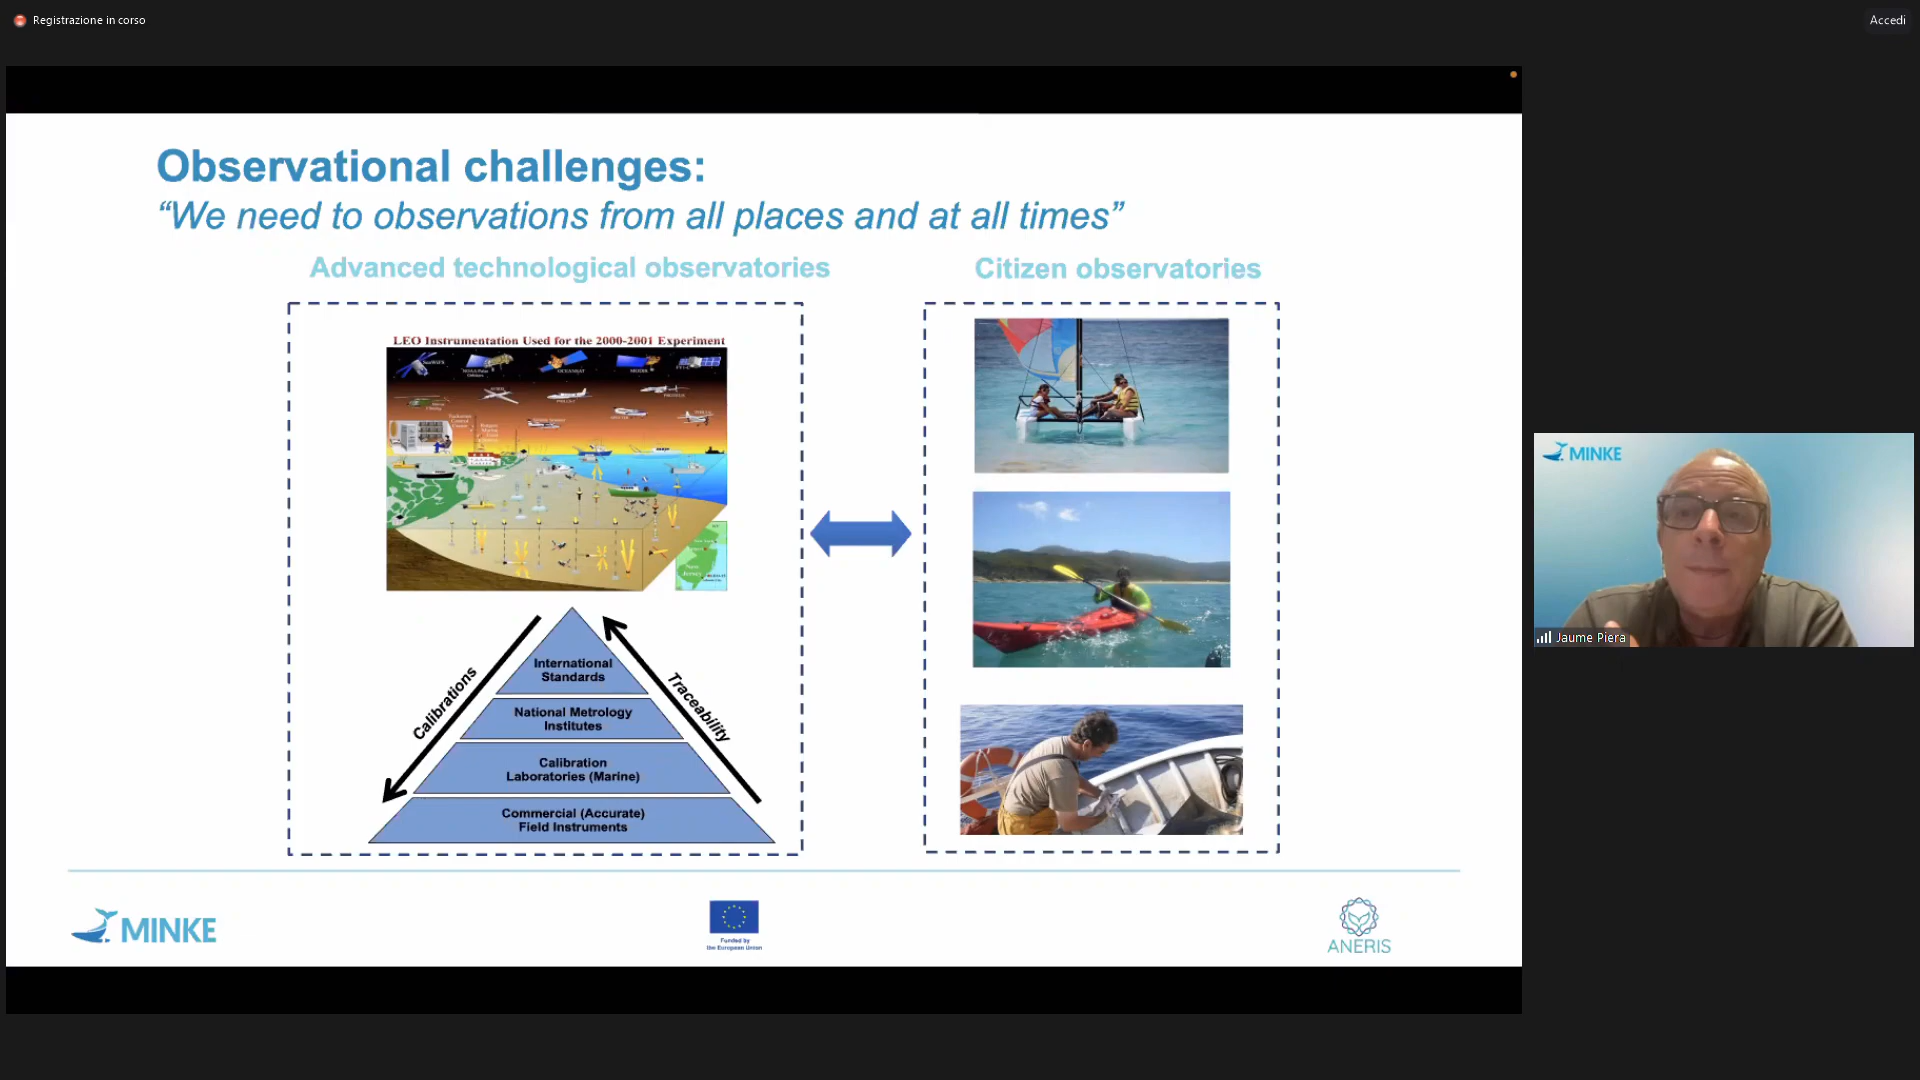 Registrazione in corso
Accedi
Observational challenges:
“We need to observations from all places and at all times”
Advanced technological observatories
Citizen observatories
LEO Instrumentation Used for the 2000-2001 Experiment
International
Standards
National Metrology
Institutes
Calibration
Laboratories (Marine)
Commercial (Accurate)
Field Instruments
Calibrations
Traceability
MINKE
Funded by
the European Union
ANERIS
MINKE
Jaume Piera